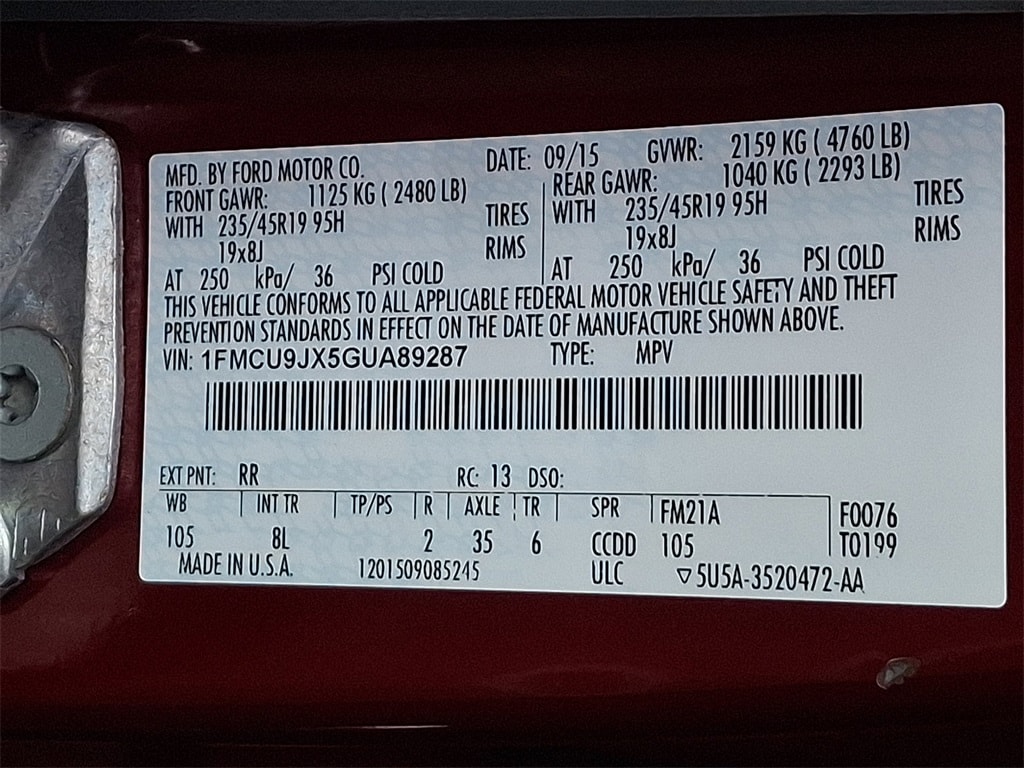 MFD. BY FORD MOTOR CO. DATE: 09/15 GVWR: 2159 KG ( 4760 LB)
FRONT GAWR: 1125 KG ( 2480 LB) REAR GAWR: 1040 KG ( 2293 LB)
WITH 235/45R19 95H TIRES WITH 235/45R19 95H TIRES
19x8J RIMS 19x8J RIMS
AT 250 kPa/ 36 PSI COLD AT 250 kPa/ 36 PSI COLD
THIS VEHICLE CONFORMS TO ALL APPLICABLE FEDERAL MOTOR VEHICLE SAFETY AND THEFT
PREVENTION STANDARDS IN EFFECT ON THE DATE OF MANUFACTURE SHOWN ABOVE.
VIN: 1FMCU9JX5GUA89287 TYPE: MPV
EXT PNT: RR RC: 13 DSO:
WB INT TR TP/PS R AXLE TR SPR FM21A F0076
105 8L 2 35 6 CCDD 105 T0199
MADE IN U.S.A. 1201509085245 ULC ▽5U5A-3520472-AA